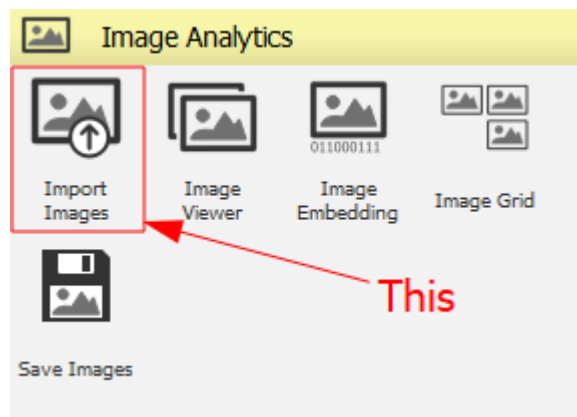 Image Analytics
Import
Images
Image
Viewer
011000111
Image
Embedding
Image Grid
This
Save Images